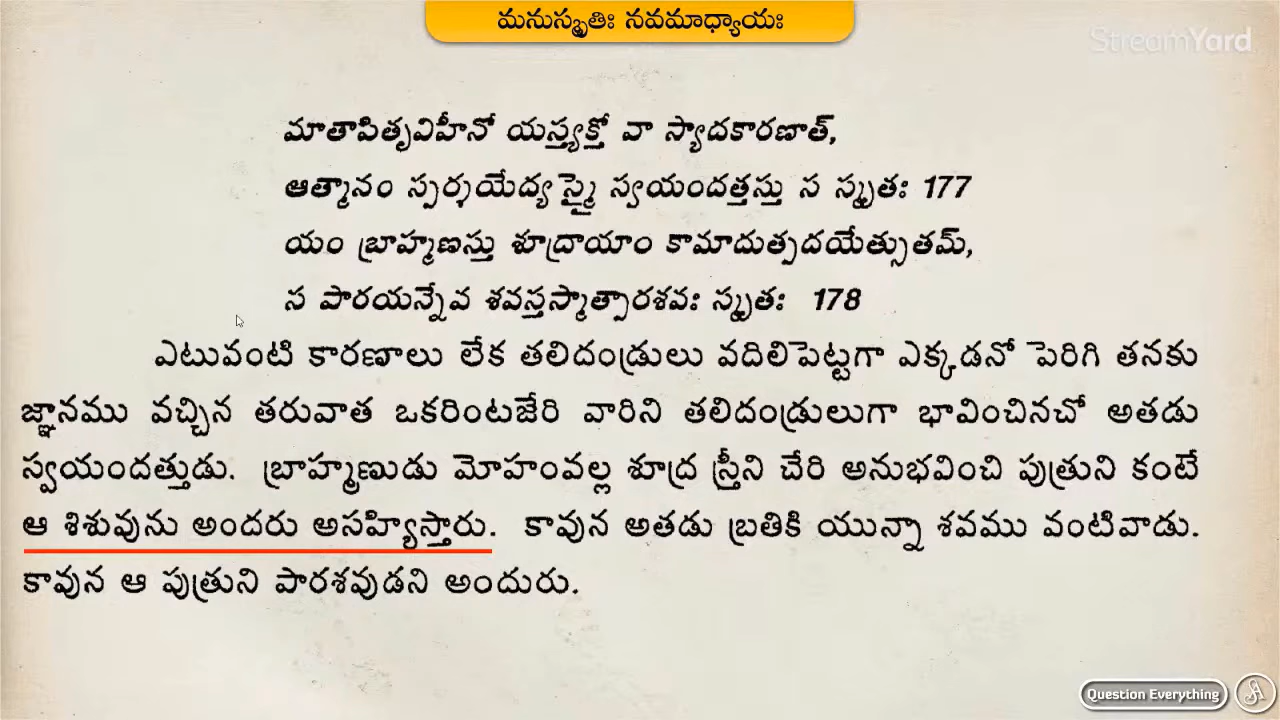 మనుస్మృతిః నవమాధ్యాయః
StreamYard
మాతాపితృవిహీనో యస్త్యక్తో వా స్యాదకారణాత్,
ఆత్మానం స్పర్శయేద్యస్మై స్వయందత్తస్తు స స్మృతః 177
యం బ్రాహ్మణస్తు శూద్రాయాం కామాదుత్పదయేత్సుతమ్,
స పారయన్నేవ శవస్తస్మాత్పారశవః స్మృతః 178
ఎటువంటి కారణాలు లేక తలిదండ్రులు వదిలిపెట్టగా ఎక్కడనో పెరిగి తనకు
జ్ఞానము వచ్చిన తరువాత ఒకరింటజేరి వారిని తలిదండ్రులుగా భావించినచో అతడు
స్వయందత్తుడు. బ్రాహ్మణుడు మోహంవల్ల శూద్ర స్త్రీని చేరి అనుభవించి పుత్రుని కంటే
ఆ శిశువును అందరు అసహ్యిస్తారు. కావున అతడు బ్రతికి యున్నా శవము వంటివాడు.
కావున ఆ పుత్రుని పారశవుడని అందురు.
Question Everything